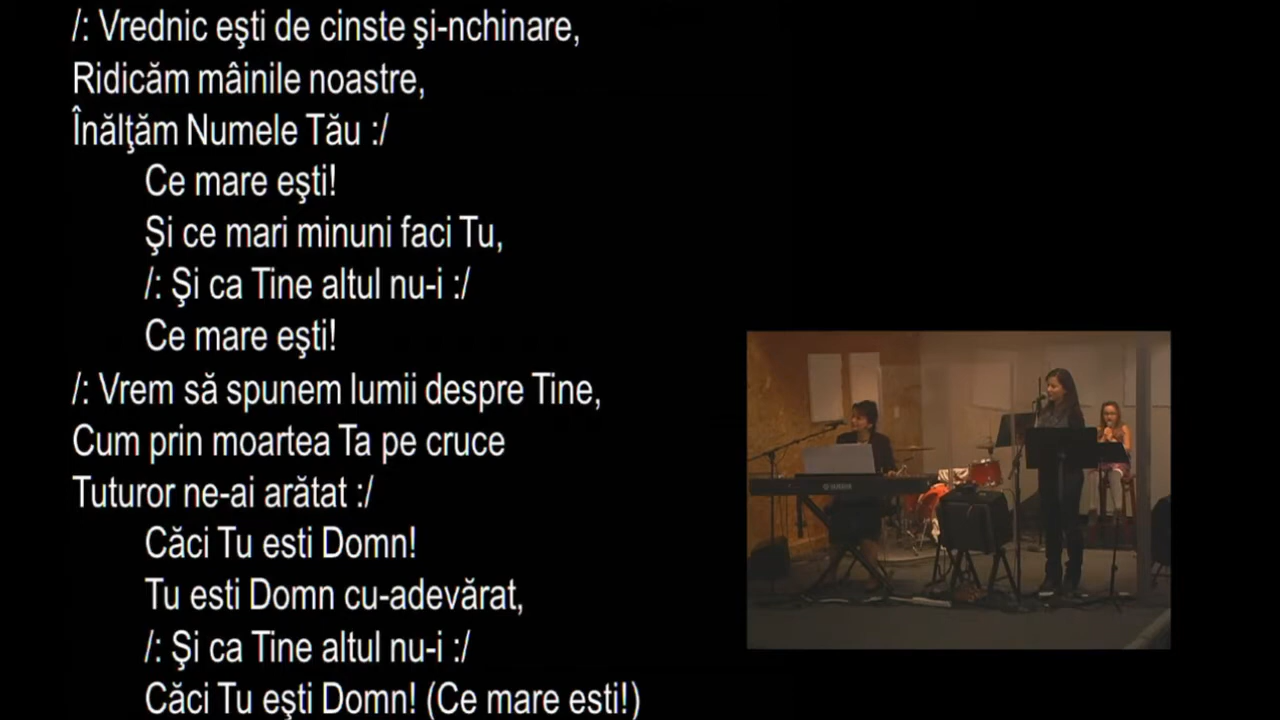 /: Vrednic eşti de cinste şi-nchinare,
Ridicăm mâinile noastre,
Înălţăm Numele Tău :/
Ce mare eşti!
Şi ce mari minuni faci Tu,
/: Şi ca Tine altul nu-i :/
Ce mare eşti!
/: Vrem să spunem lumii despre Tine,
Cum prin moartea Ta pe cruce
Tuturor ne-ai arătat :/
Căci Tu esti Domn!
Tu esti Domn cu-adevărat,
/: Şi ca Tine altul nu-i :/
Căci Tu eşti Domn! (Ce mare esti!)
YAMAHA